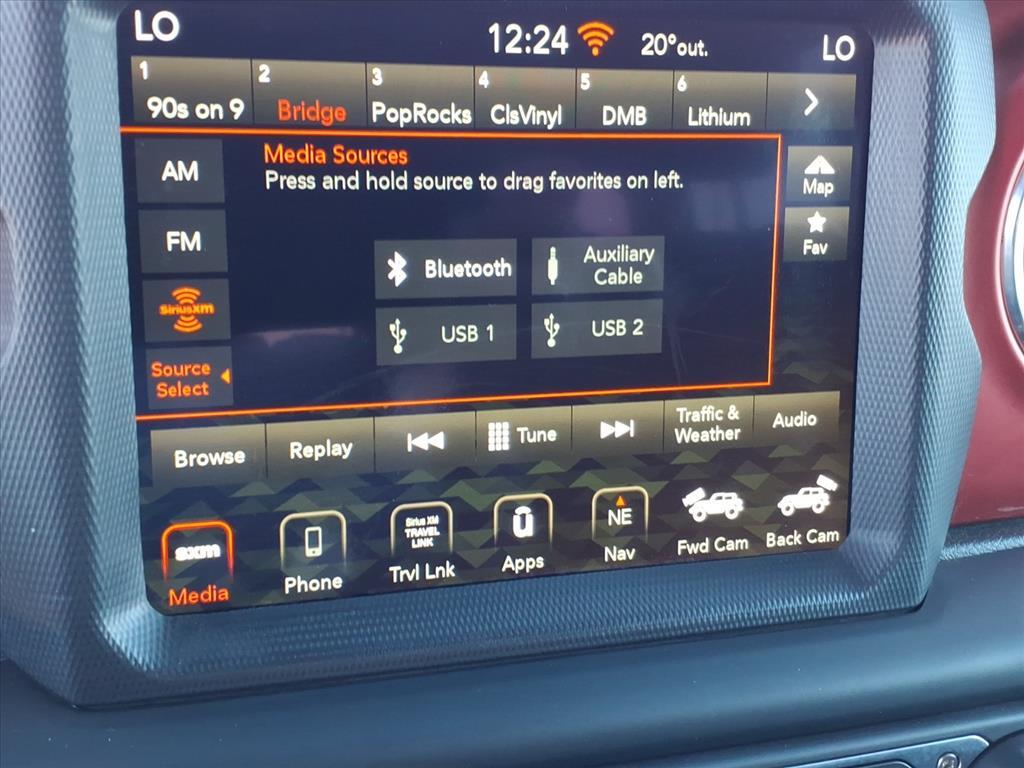 LO
12:24
20°out.
LO
1
90s on 9
2
Bridge
3
PopRocks
4
ClsVinyl
5
DMB
6
Lithium
AM
FM
SiriusXM
Source
Select
Media Sources
Press and hold source to drag favorites on left.
Bluetooth
Auxiliary
Cable
USB 1
USB 2
Map
Fav
Browse
Replay
Tune
Traffic &
Weather
Audio
sxm
Media
Phone
Sirius XM
TRAVEL
LINK
Trvl Lnk
ū
Apps
NE
Nav
Fwd Cam
Back Cam